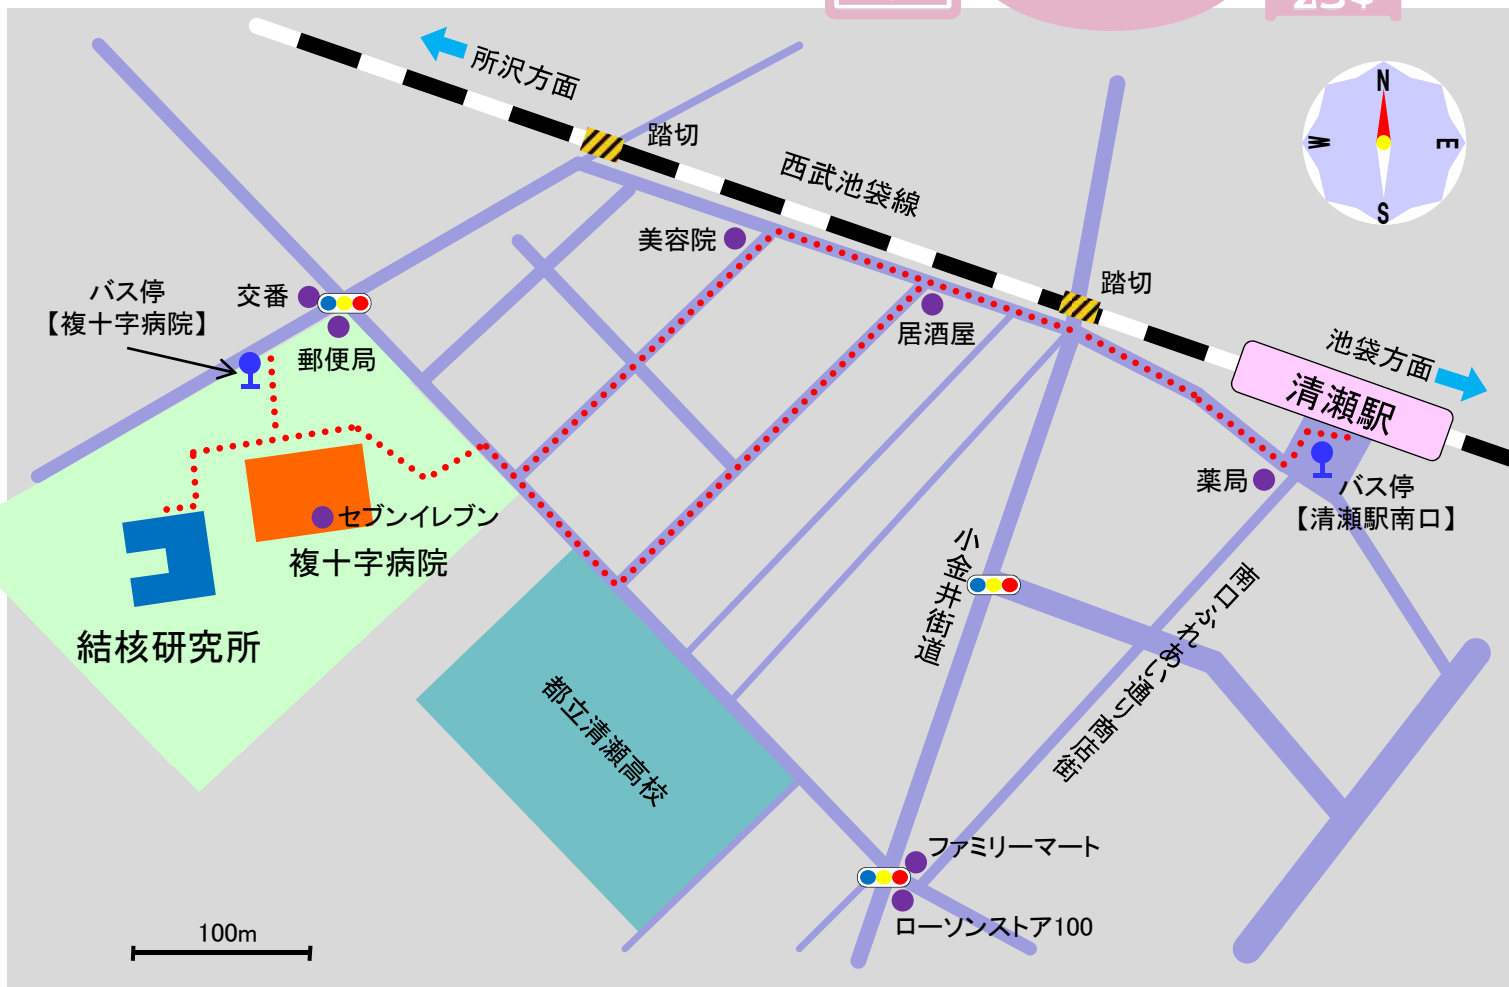 所沢方面
踏切
西武池袋線
N
E
S
W
美容院
踏切
バス停
【複十字病院】
交番
郵便局
居酒屋
池袋方面
清瀬駅
薬局
バス停
【清瀬駅南口】
セブンイレブン
複十字病院
小金井街道
南口ふれあい通り商店街
結核研究所
都立清瀬高校
ファミリーマート
ローソンストア100
100m